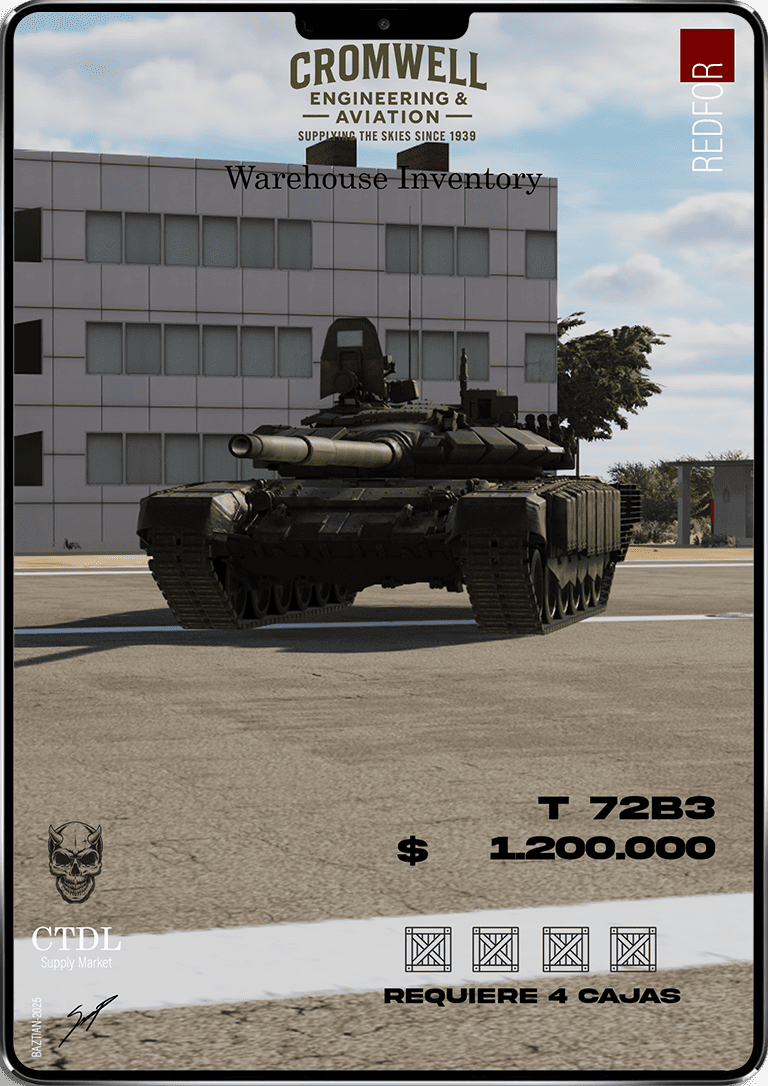 CROMWELL
ENGINEERING &
AVIATION
SUPPLYING THE SKIES SINCE 1939
REDFOR
Warehouse Inventory
T 72B3
$ 1.200.000
CTDL
Supply Market
REQUIERE 4 CAJAS
BAZTIAN-2025